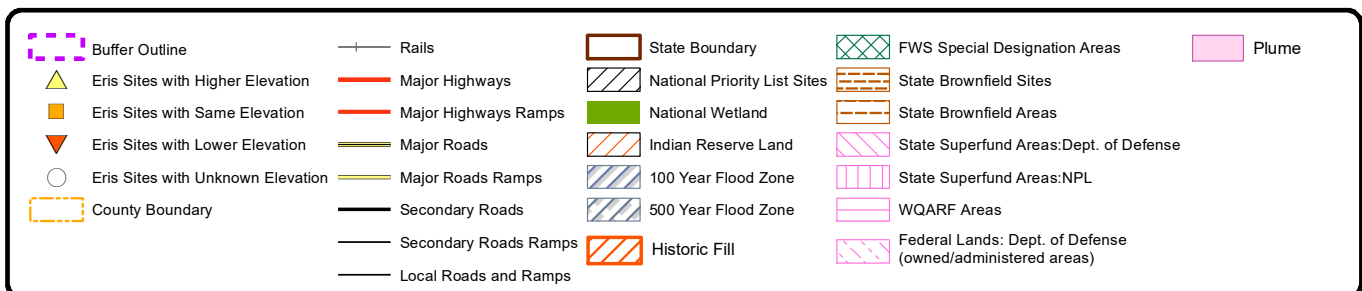 Buffer Outline
Eris Sites with Higher Elevation
Eris Sites with Same Elevation
Eris Sites with Lower Elevation
Eris Sites with Unknown Elevation
County Boundary
Rails
Major Highways
Major Highways Ramps
Major Roads
Major Roads Ramps
Secondary Roads
Secondary Roads Ramps
Local Roads and Ramps
State Boundary
National Priority List Sites
National Wetland
Indian Reserve Land
100 Year Flood Zone
500 Year Flood Zone
Historic Fill
FWS Special Designation Areas
State Brownfield Sites
State Brownfield Areas
State Superfund Areas:Dept. of Defense
State Superfund Areas:NPL
WQARF Areas
Federal Lands: Dept. of Defense
(owned/administered areas)
Plume